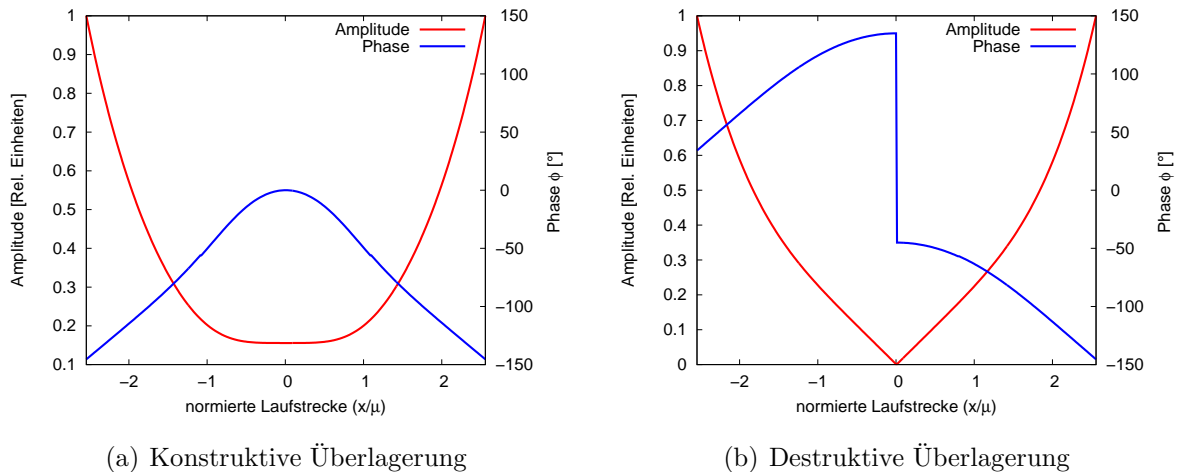 Amplitude
Phase
1
0.9
0.8
0.7
0.6
0.5
0.4
0.3
0.2
0.1
Amplitude [Rel. Einheiten]
150
100
50
0
−50
−100
−150
Phase ϕ [°]
−2 −1 0 1 2
normierte Laufstrecke (x/μ)
(a) Konstruktive Überlagerung
Amplitude
Phase
1
0.9
0.8
0.7
0.6
0.5
0.4
0.3
0.2
0.1
0
Amplitude [Rel. Einheiten]
150
100
50
0
−50
−100
−150
Phase ϕ [°]
−2 −1 0 1 2
normierte Laufstrecke (x/μ)
(b) Destruktive Überlagerung